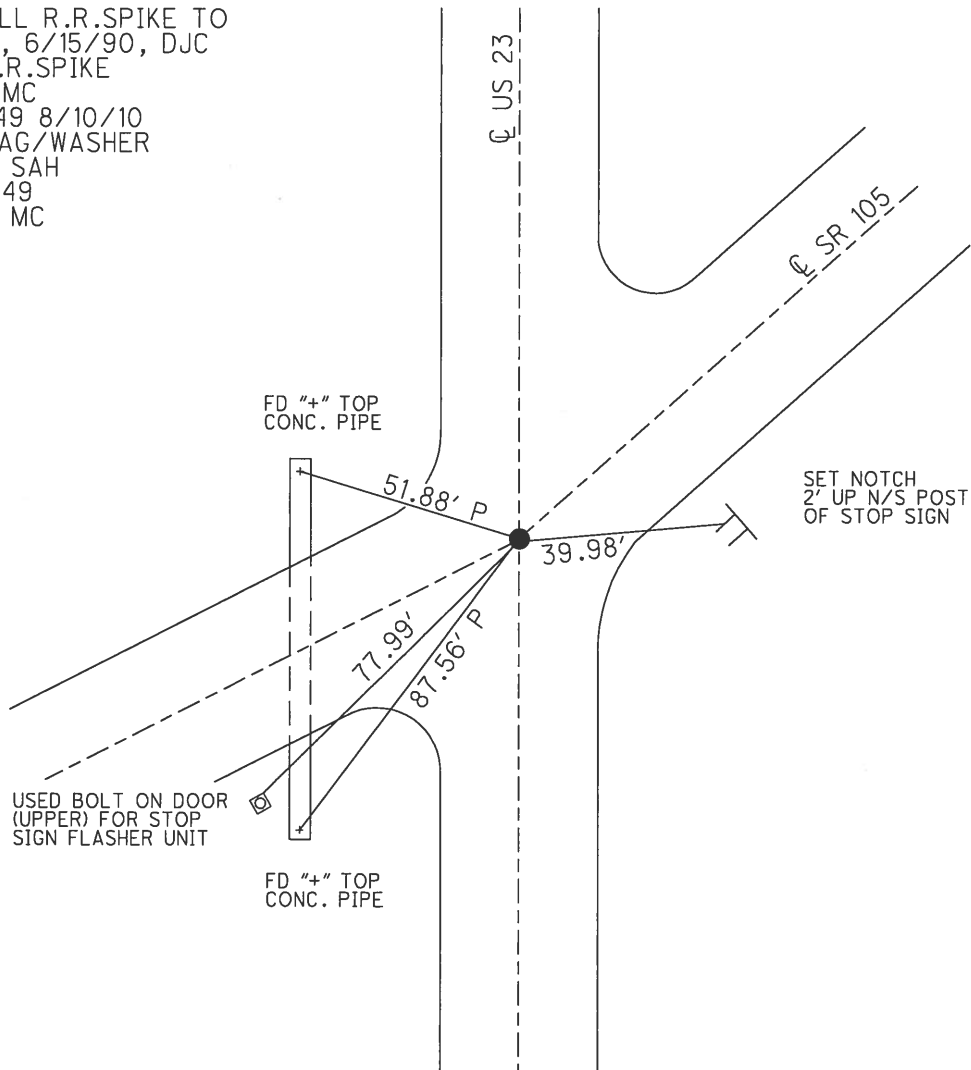 LL R.R.SPIKE TO
, 6/15/90, DJC
.R.SPIKE
MC
49 8/10/10
AG/WASHER
SAH
49
MC
℄ US 23
℄ SR 105
FD "+" TOP
CONC. PIPE
51.88' P
39.98'
SET NOTCH
2' UP N/S POST
OF STOP SIGN
77.99'
87.56' P
USED BOLT ON DOOR
(UPPER) FOR STOP
SIGN FLASHER UNIT
FD "+" TOP
CONC. PIPE